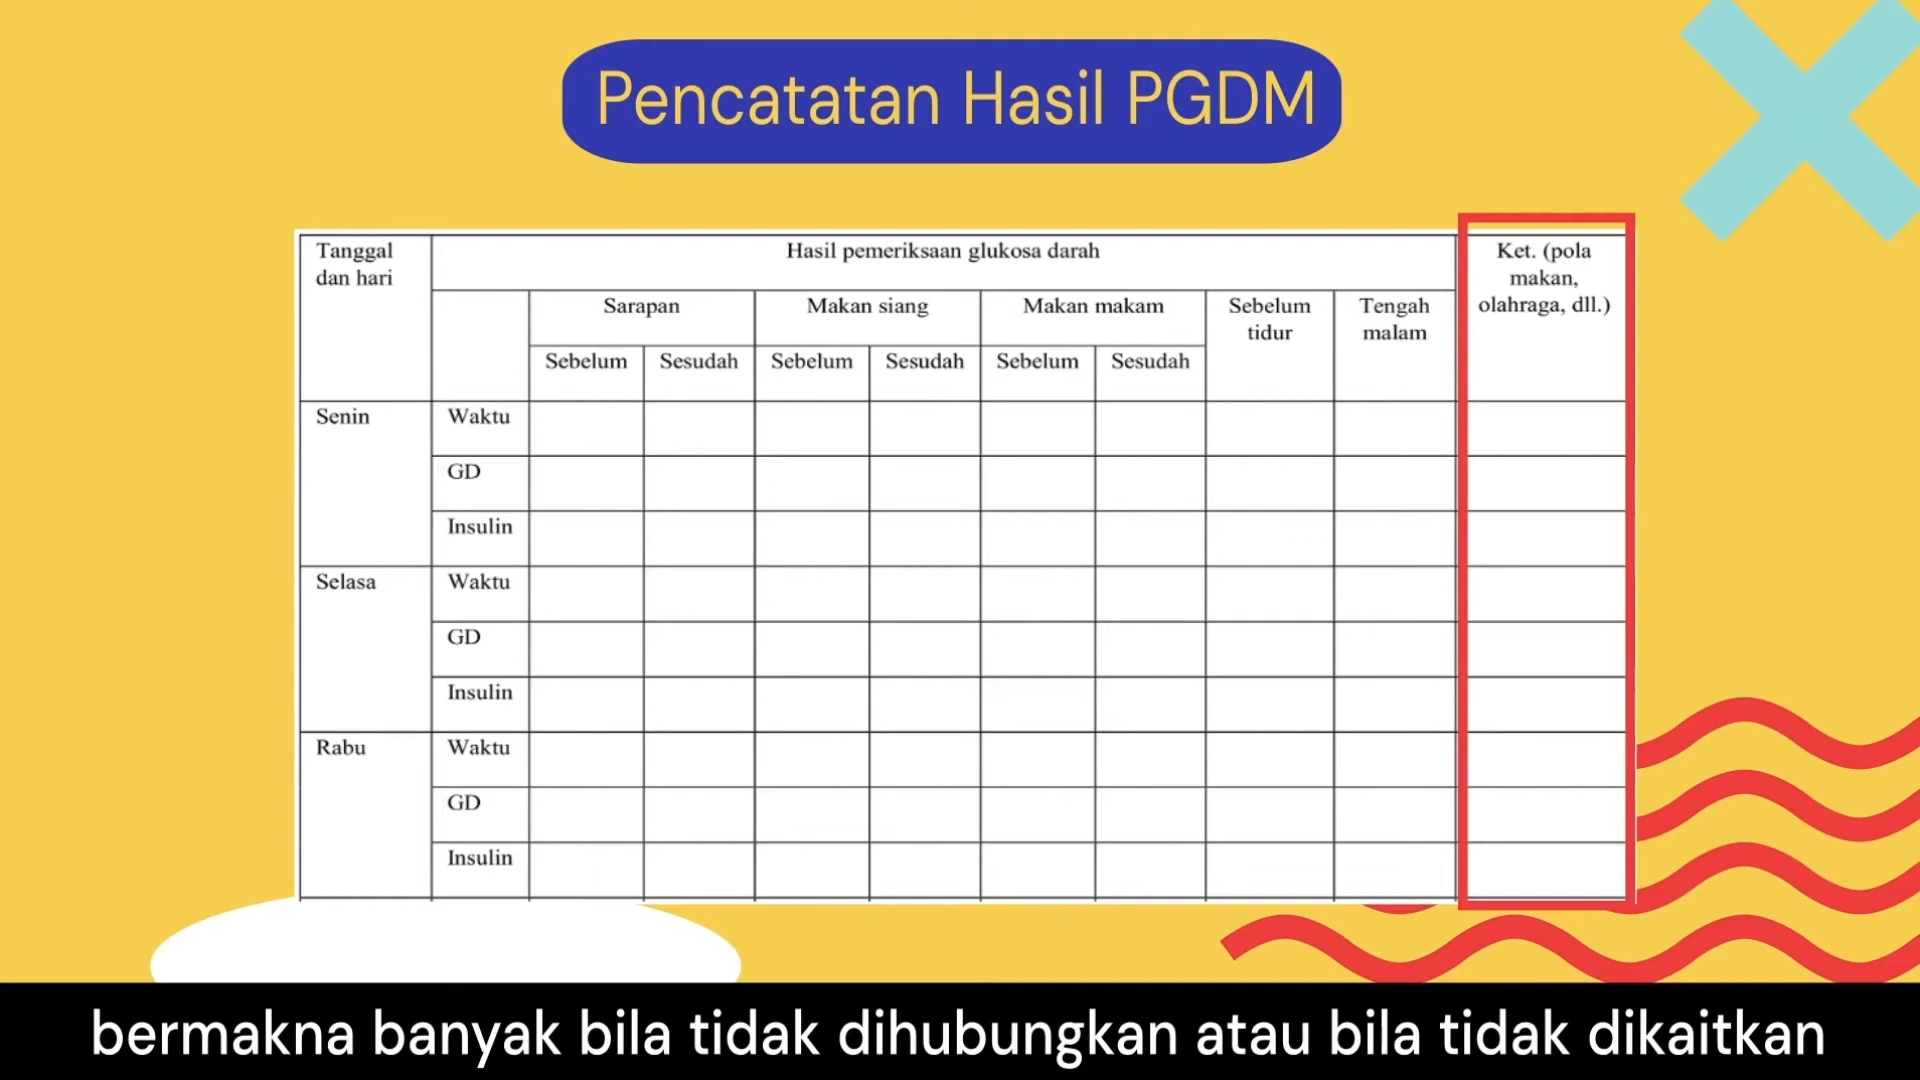 Pencatatan Hasil PGDM
Tanggal dan hari
Hasil pemeriksaan glukosa darah
Ket. (pola makan, olahraga, dll.)
Sarapan
Makan siang
Makan makam
Sebelum tidur
Tengah malam
Sebelum
Sesudah
Sebelum
Sesudah
Sebelum
Sesudah
Senin
Waktu
GD
Insulin
Selasa
Waktu
GD
Insulin
Rabu
Waktu
GD
Insulin
bermakna banyak bila tidak dihubungkan atau bila tidak dikaitkan